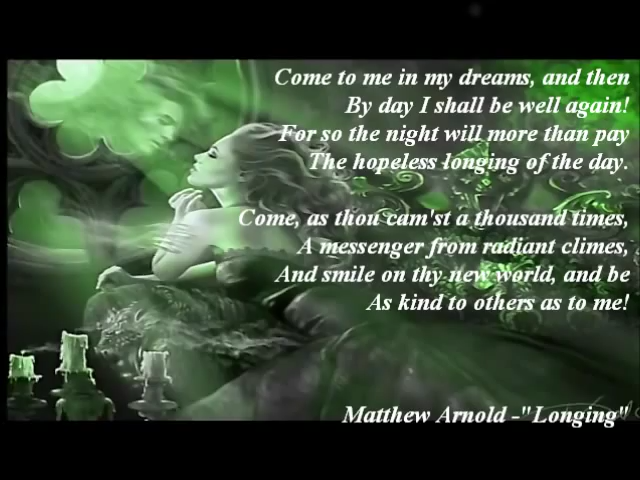 Come to me in my dreams, and then
By day I shall be well again!
For so the night will more than pay
The hopeless longing of the day.
Come, as thou cam'st a thousand times,
A messenger from radiant climes,
And smile on thy new world, and be
As kind to others as to me!
Matthew Arnold -"Longing"